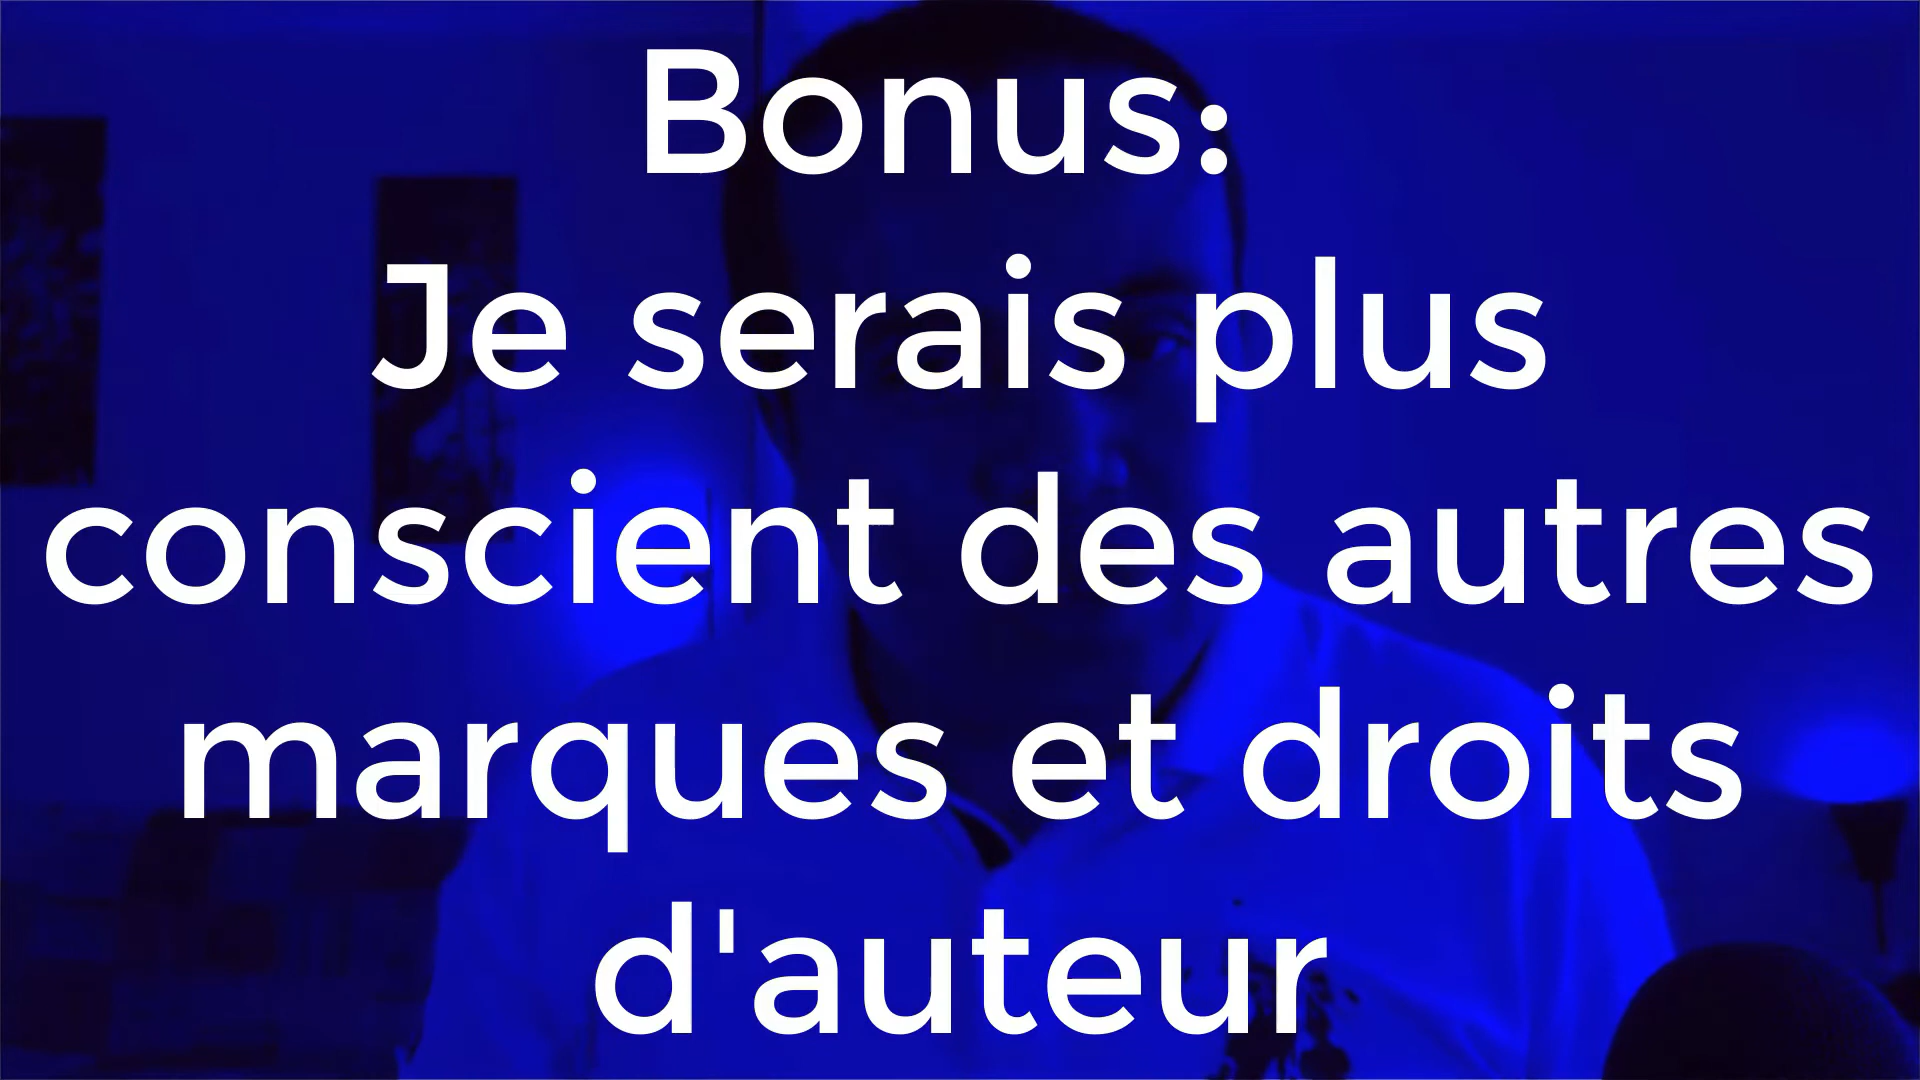 Bonus:
Je serais plus
conscient des autres
marques et droits
d'auteur